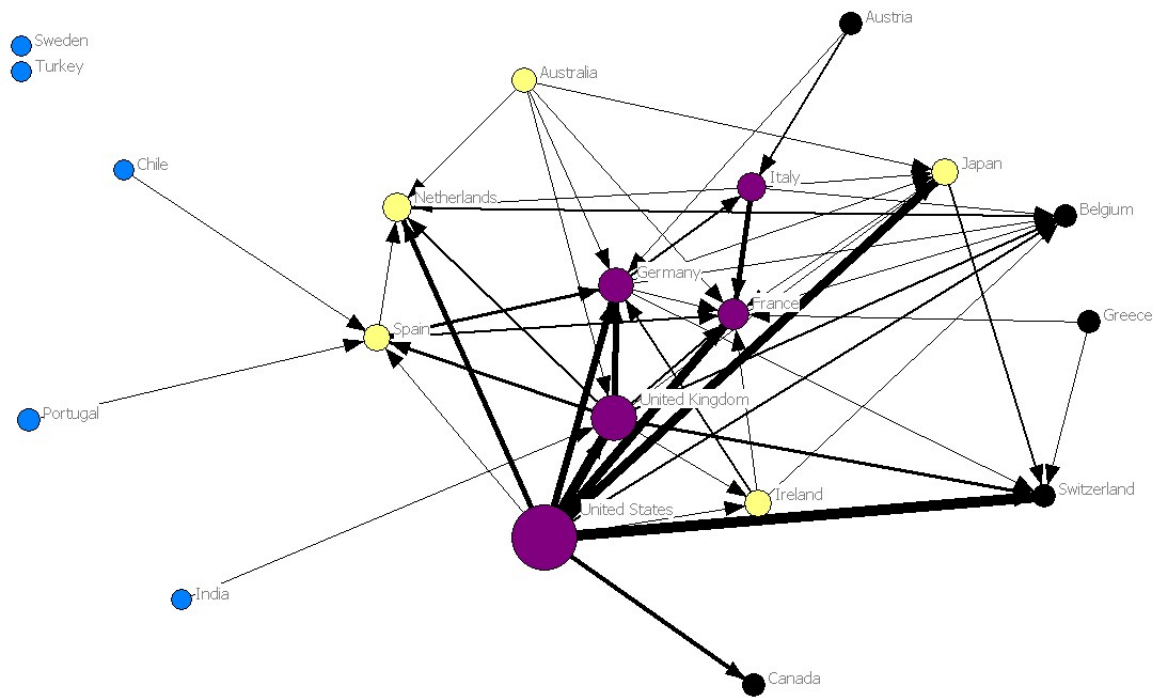 Austria
Sweden
Turkey
Australia
Chile
Japan
Italy
Netherlands
Belgium
Germany
France
Greece
Spain
United Kingdom
Portugal
Switzerland
Ireland
United States
India
Canada